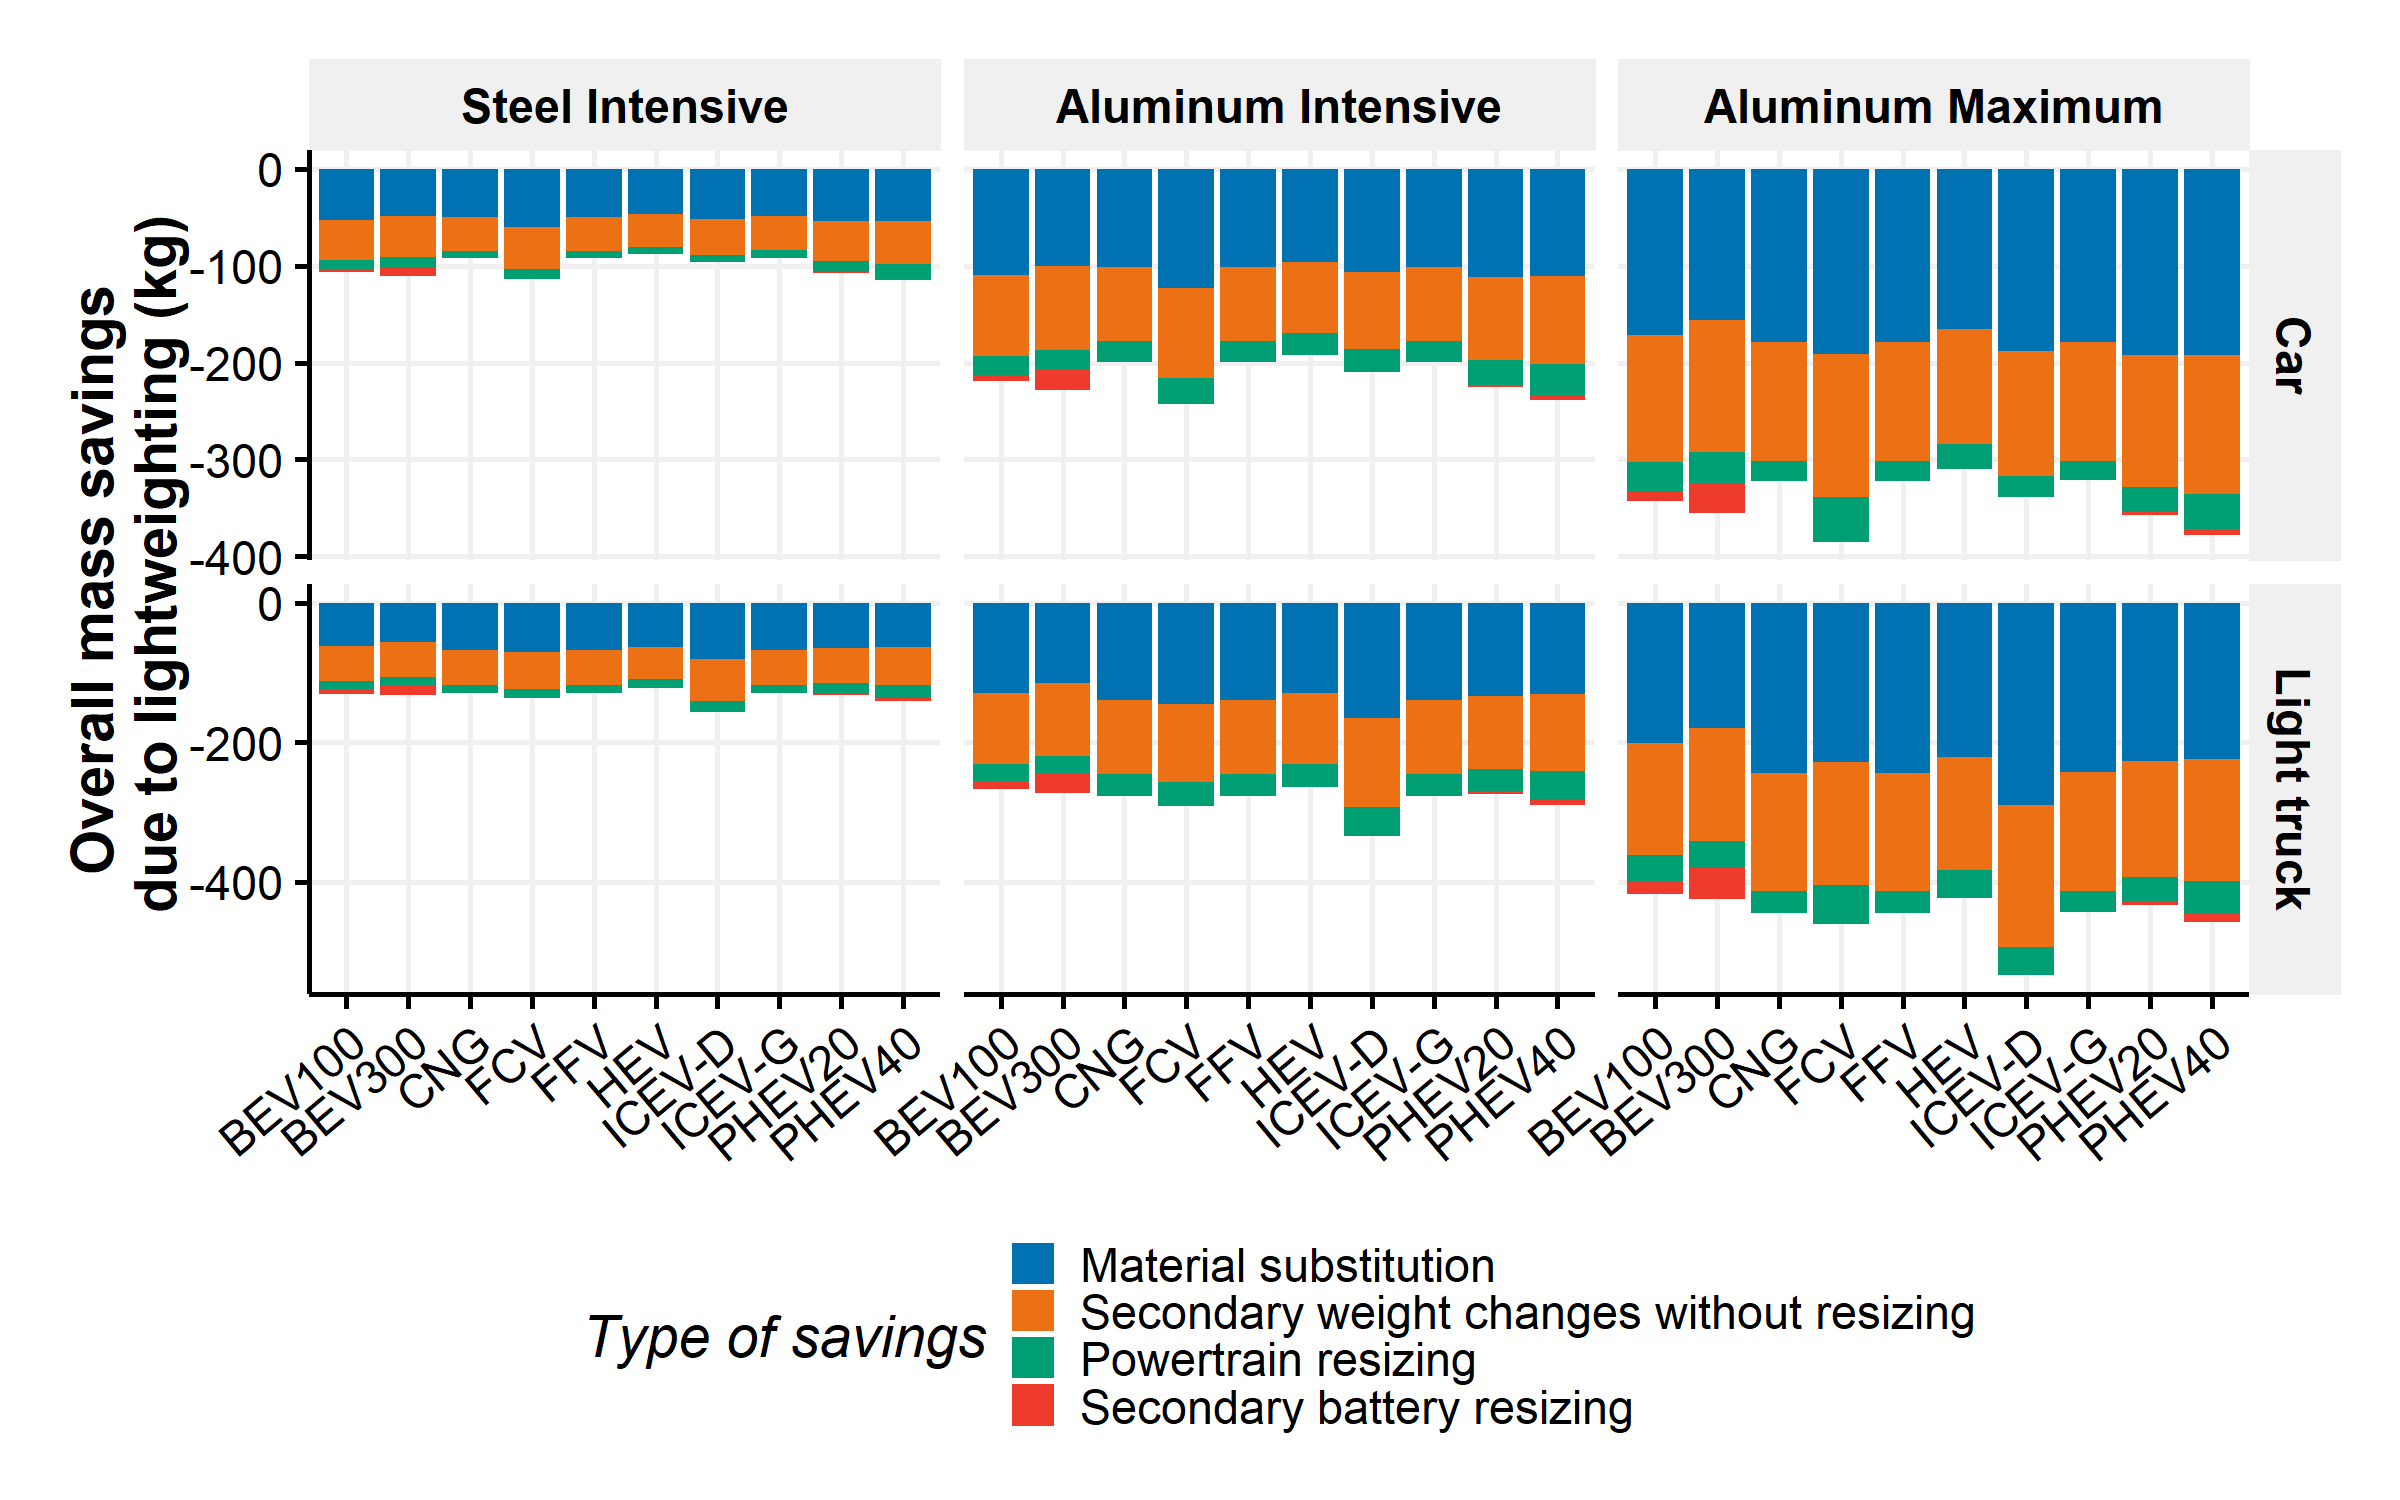 Steel Intensive
Aluminum Intensive
Aluminum Maximum
Overall mass savings
due to lightweighting (kg)
0
-100
-200
-300
-400
Car
0
-200
-400
Light truck
BEV100
BEV300
CNG
FCV
FFV
HEV
ICEV-D
ICEV-G
PHEV20
PHEV40
BEV100
BEV300
CNG
FCV
FFV
HEV
ICEV-D
ICEV-G
PHEV20
PHEV40
BEV100
BEV300
CNG
FCV
FFV
HEV
ICEV-D
ICEV-G
PHEV20
PHEV40
Type of savings
Material substitution
Secondary weight changes without resizing
Powertrain resizing
Secondary battery resizing